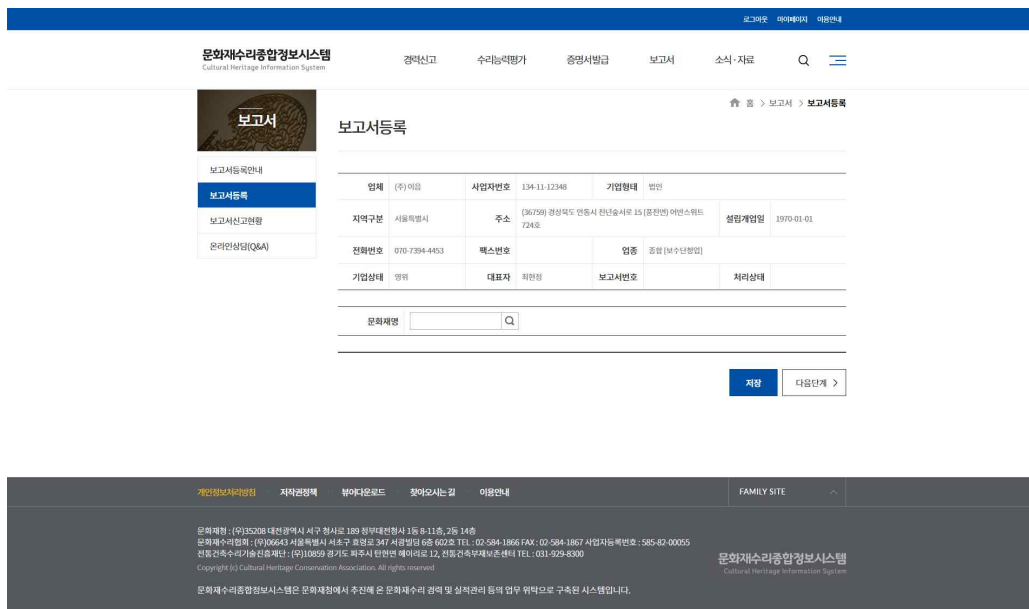 로그아웃 마이페이지 이용안내
문화재수리종합정보시스템
Cultural Heritage Information System
경력신고 수리능력평가 증명서발급 보고서 소식·자료
홈 > 보고서 > 보고서등록
보고서
보고서등록안내
보고서등록
보고서신고현황
온라인상담(Q&A)
보고서등록
업체 (주)이음 사업자번호 134-11-12348 기업형태 법인
지역구분 서울특별시 주소 (36759) 경상북도 안동시 천년숲서로 15 (풍천면) 어반스위트
724호 설립개업일 1970-01-01
전화번호 070-7394-4453 팩스번호 업종 종합 [보수단청업]
기업상태 영위 대표자 최현정 보고서번호 처리상태
문화재명
저장 다음단계 >
개인정보처리방침 저작권정책 뷰어다운로드 찾아오시는길 이용안내 FAMILY SITE
문화재청 : (우)35208 대전광역시 서구 청사로 189 정부대전청사 1동 8-11층, 2동 14층
문화재수리협회 : (우)06643 서울특별시 서초구 효령로 347 서광빌딩 6층 602호 TEL : 02-584-1866 FAX : 02-584-1867 사업자등록번호 : 585-82-00055
전통건축수리기술진흥재단 : (우)10859 경기도 파주시 탄현면 헤이리로 12, 전통건축부재보존센터 TEL : 031-929-8300
Copyright (c) Cultural Heritage Conservation Association. All rights reserved
문화재수리종합정보시스템
Cultural Heritage Information System
문화재수리종합정보시스템은 문화재청에서 추진해 온 문화재수리 경력 및 실적관리 등의 업무 위탁으로 구축된 시스템입니다.